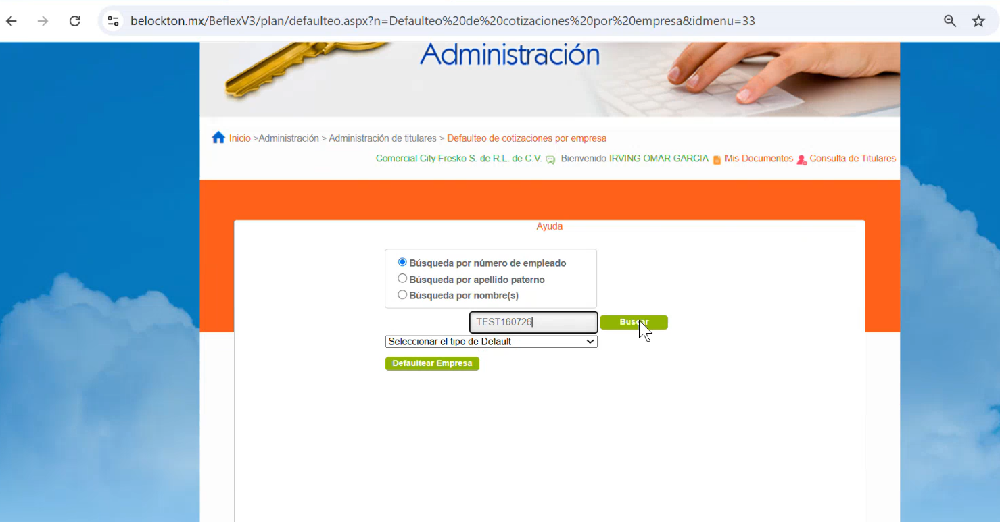 belockton.mx/BeflexV3/plan/defaulteo.aspx?n=Defaulteo%20de%20cotizaciones%20por%20empresa&idmenu=33
Administración
Inicio >Administración > Administración de titulares > Defaulteo de cotizaciones por empresa
Comercial City Fresko S. de R.L. de C.V. Bienvenido IRVING OMAR GARCIA Mis Documentos Consulta de Titulares
Ayuda
Búsqueda por número de empleado
Búsqueda por apellido paterno
Búsqueda por nombre(s)
TEST160726 Buscar
Seleccionar el tipo de Default
Defaultear Empresa